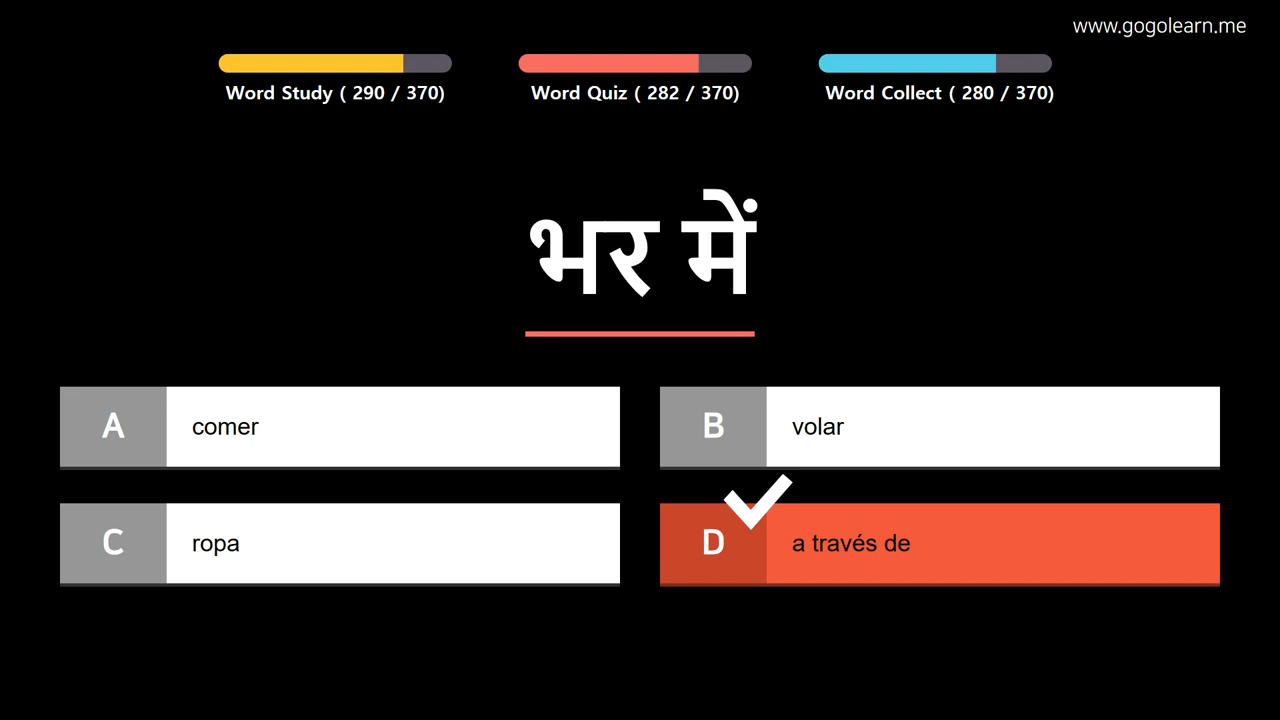 www.gogolearn.me
Word Study ( 290 / 370)
Word Quiz ( 282 / 370)
Word Collect ( 280 / 370)
भर में
A comer
B volar
C ropa
D a través de